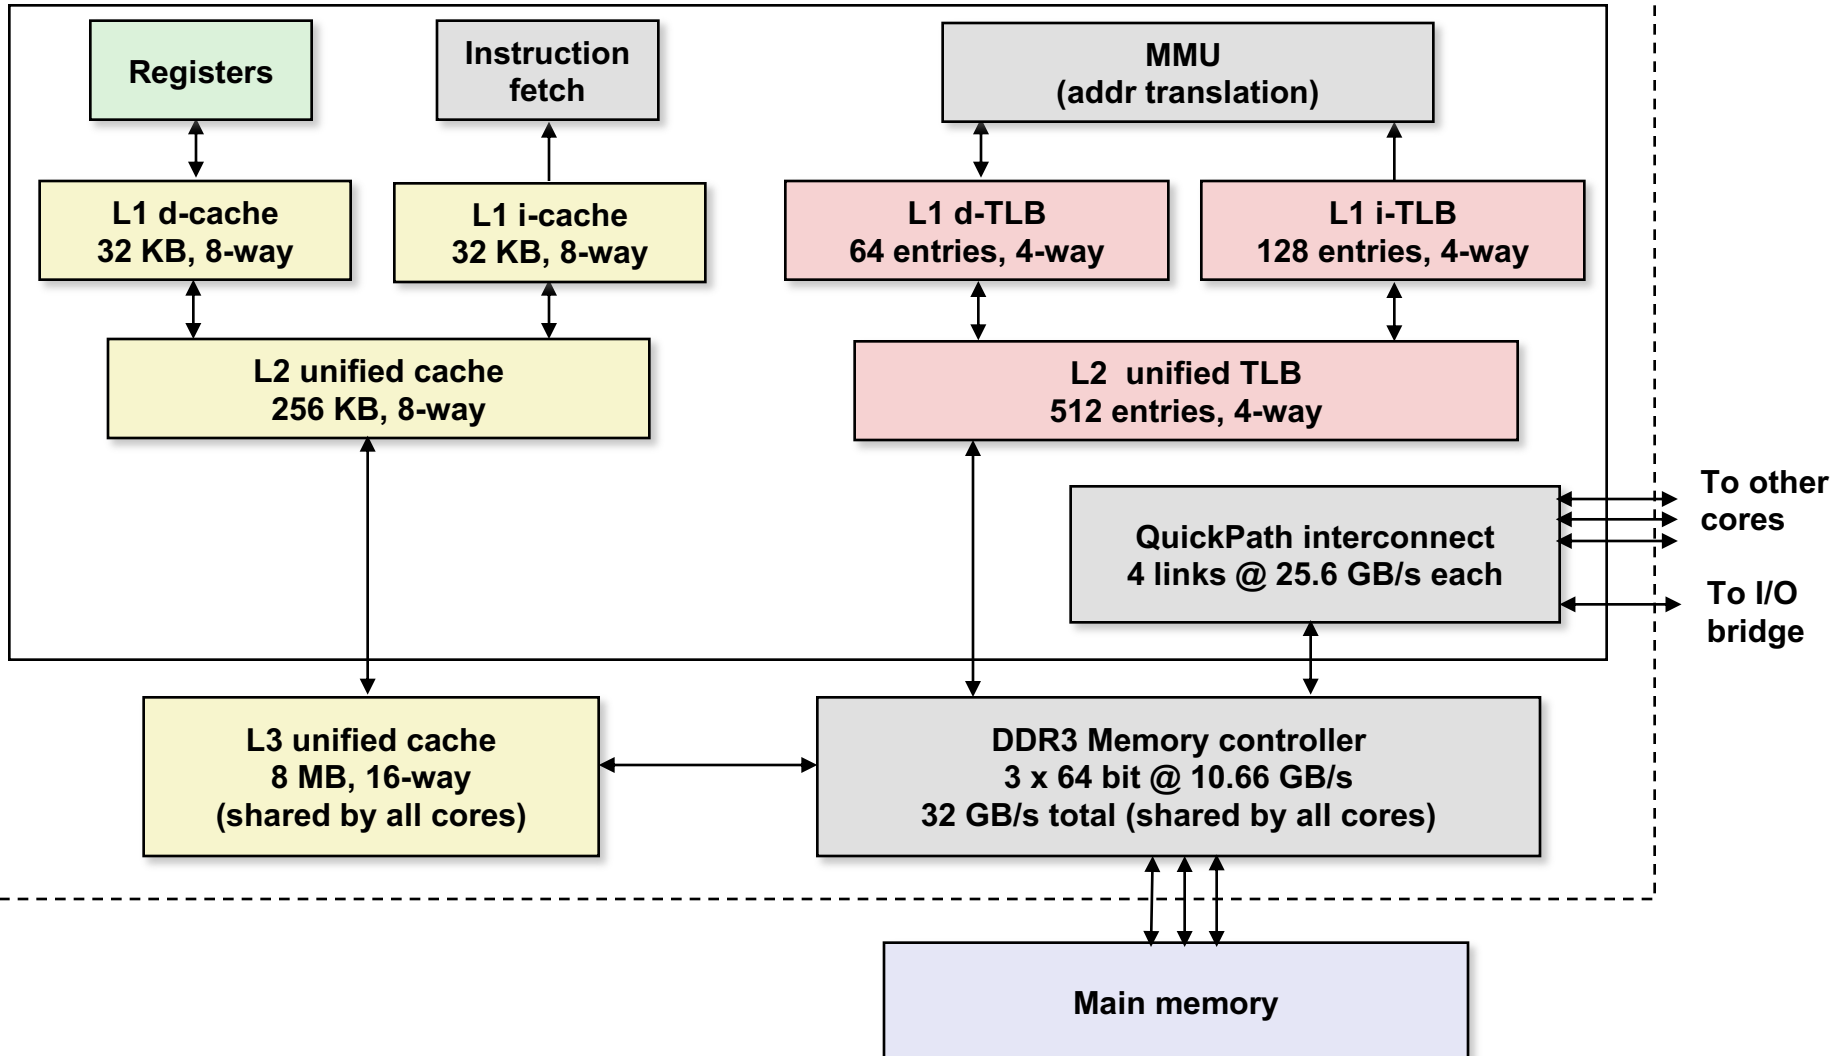 Registers
Instruction
fetch
MMU
(addr translation)
L1 d-cache
32 KB, 8-way
L1 i-cache
32 KB, 8-way
L1 d-TLB
64 entries, 4-way
L1 i-TLB
128 entries, 4-way
L2 unified cache
256 KB, 8-way
L2  unified TLB
512 entries, 4-way
QuickPath interconnect
4 links @ 25.6 GB/s each
To other
cores
To I/O
bridge
L3 unified cache
8 MB, 16-way
(shared by all cores)
DDR3 Memory controller
3 x 64 bit @ 10.66 GB/s
32 GB/s total (shared by all cores)
Main memory